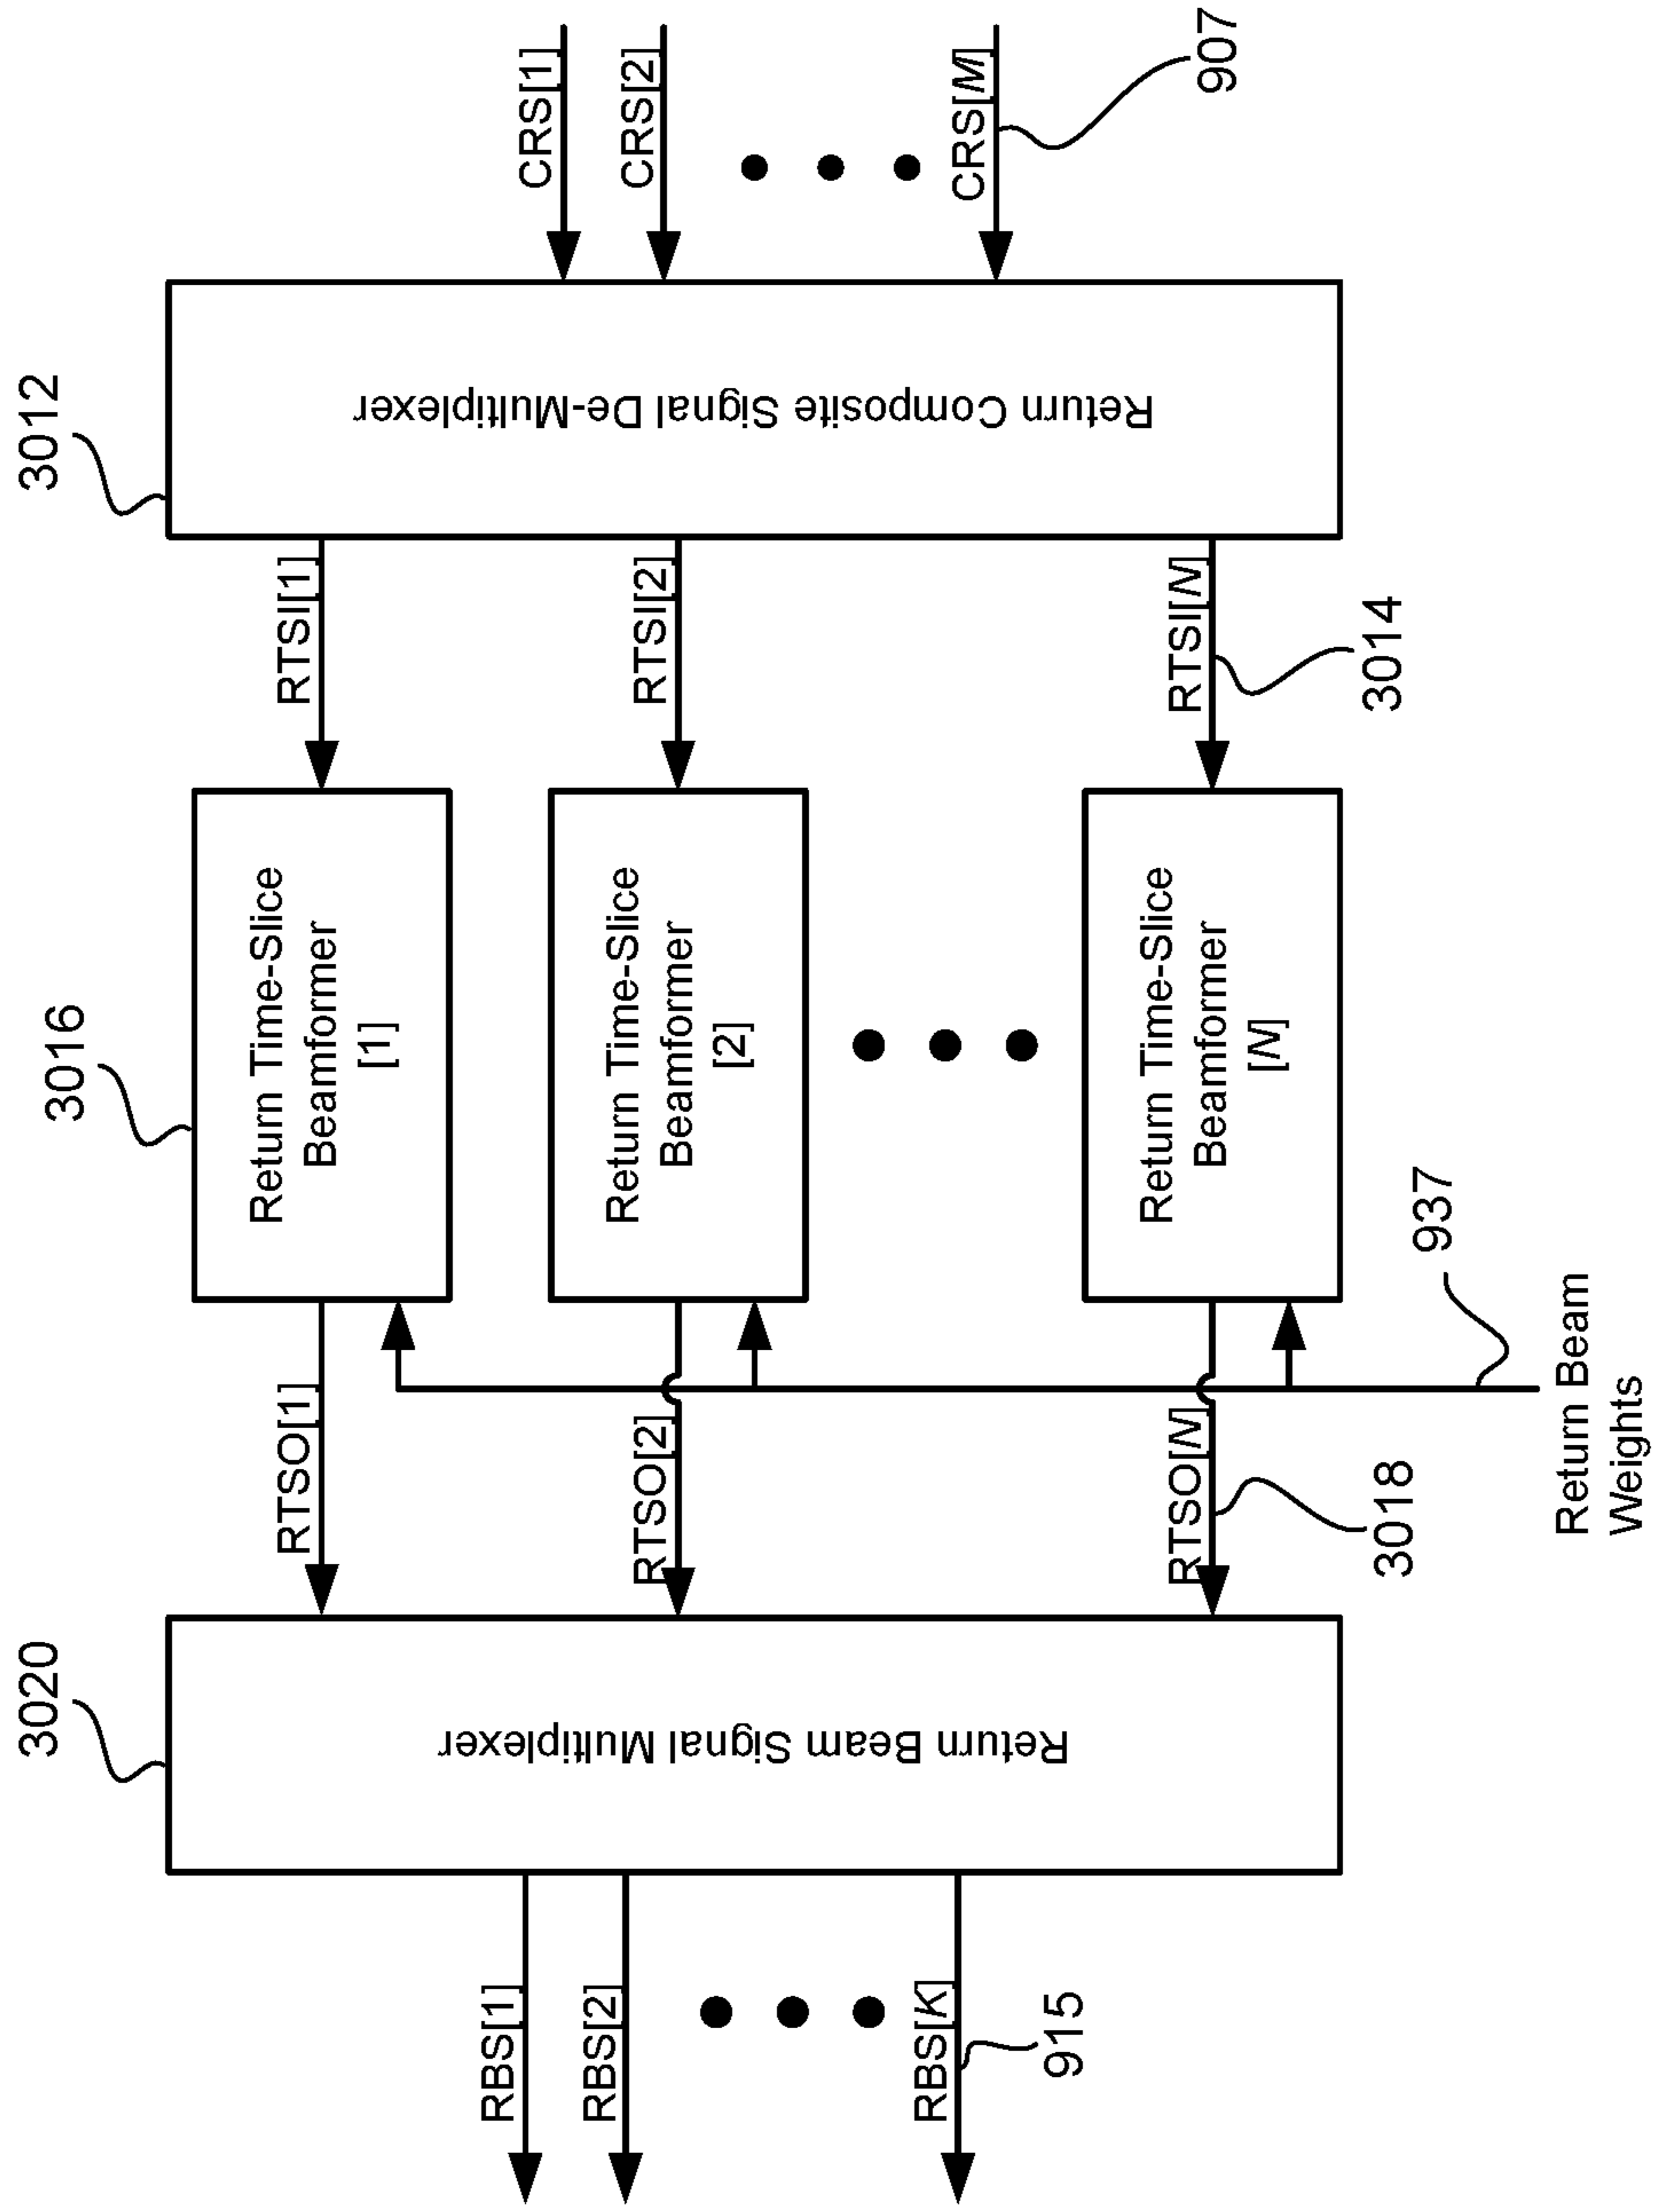 3020
3016
3012
Return Time-Slice
Beamformer
[1]
RTSO[1]
RTSI[1]
RBS[1]
CRS[1]
RBS[2]
CRS[2]
Return Beam Signal Multiplexer
Return Time-Slice
Beamformer
[2]
RTSO[2]
RTSI[2]
Return Composite Signal De-Multiplexer
RBS[K]
CRS[M]
915
907
RTSO[N]
Return Time-Slice
Beamformer
[N]
RTSI[N]
3018
937
3014
Return Beam
Weights